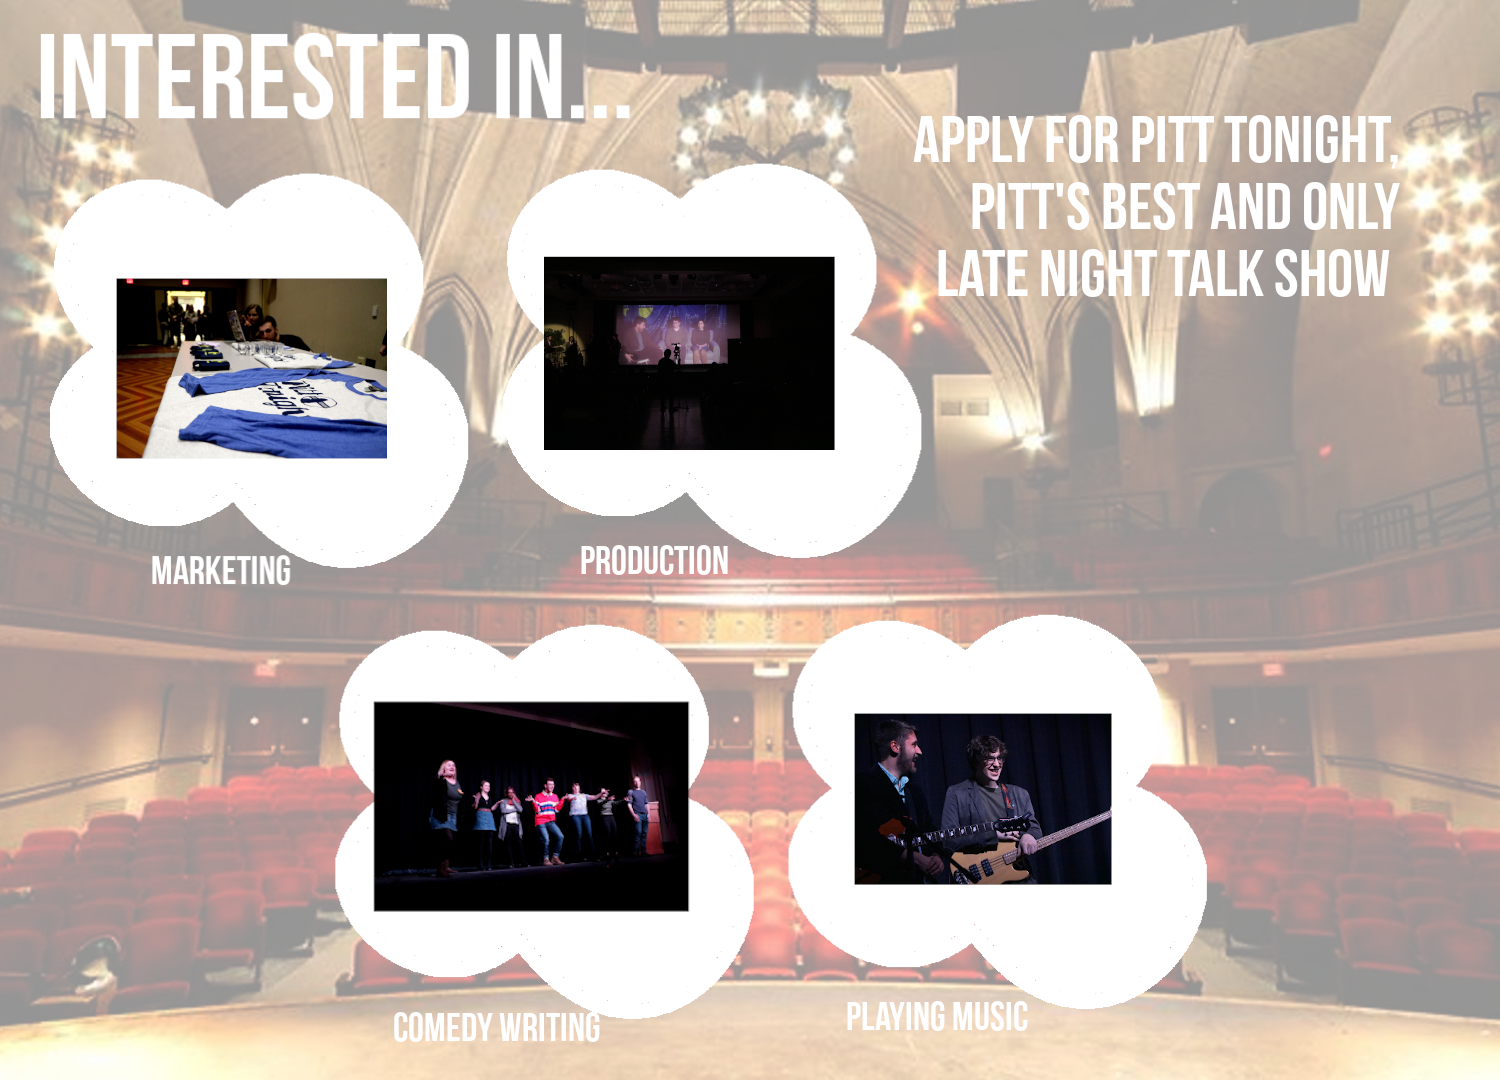 INTERESTED IN...
APPLY FOR PITT TONIGHT,
PITT'S BEST AND ONLY
LATE NIGHT TALK SHOW
MARKETING
PRODUCTION
COMEDY WRITING
PLAYING MUSIC